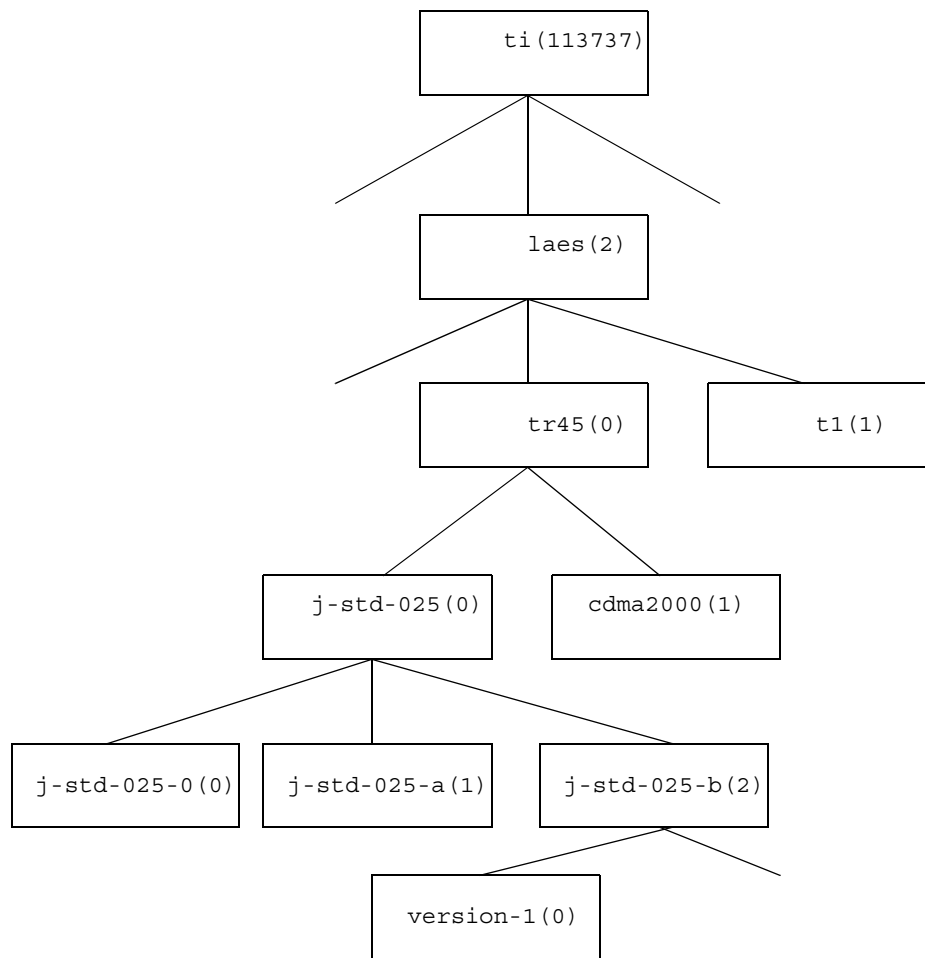 ti(113737)
laes(2)
tr45(0)
t1(1)
j-std-025(0)
cdma2000(1)
j-std-025-0(0)
j-std-025-a(1)
j-std-025-b(2)
version-1(0)